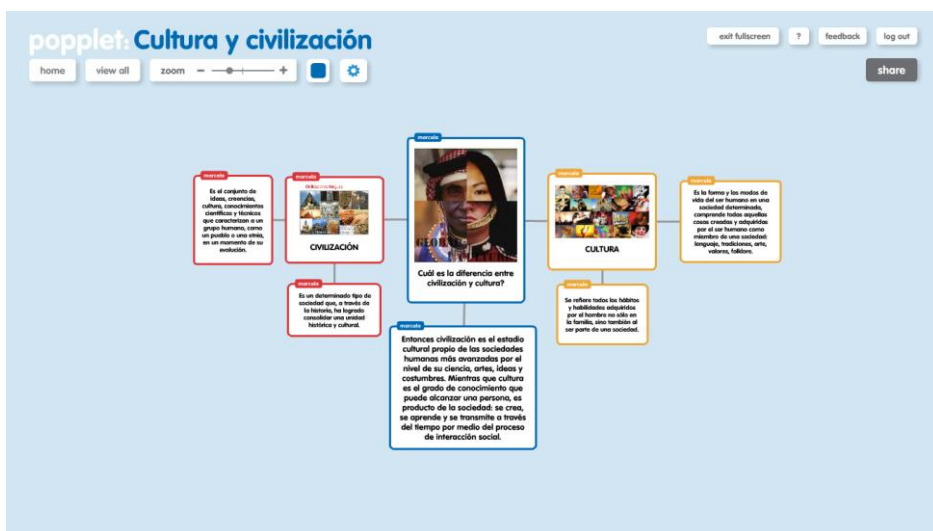 popplet: Cultura y civilización
exit fullscreen
?
feedback
log out
home
view all
zoom
share
marcela
Es el conjunto de
ideas, creencias,
cultura, conocimientos
científicos y técnicos
que caracterizan a un
grupo humano, como
un pueblo o una etnia,
en un momento de su
evolución.
marcela
CIVILIZACIÓN
marcela
Es un determinado tipo de
sociedad que, a través de
la historia, ha logrado
consolidar una unidad
histórica y cultural.
marcela
GLOBAL
Cuál es la diferencia entre
civilización y cultura?
marcela
Entonces civilización es el estadio
cultural propio de las sociedades
humanas más avanzadas por el
nivel de su ciencia, artes, ideas y
costumbres. Mientras que cultura
es el grado de conocimiento que
puede alcanzar una persona, es
producto de la sociedad: se crea,
se aprende y se transmite a través
del tiempo por medio del proceso
de interacción social.
marcela
CULTURA
marcela
Se refiere todos los hábitos
y habilidades adquiridos
por el hombre no sólo en
la familia, sino también al
ser parte de una sociedad.
marcela
Es la forma y los modos de
vida del ser humano en una
sociedad determinada,
comprende todas aquellas
cosas creadas y adquiridas
por el ser humano como
miembro de una sociedad:
lenguaje, tradiciones, arte,
valores, folklore.